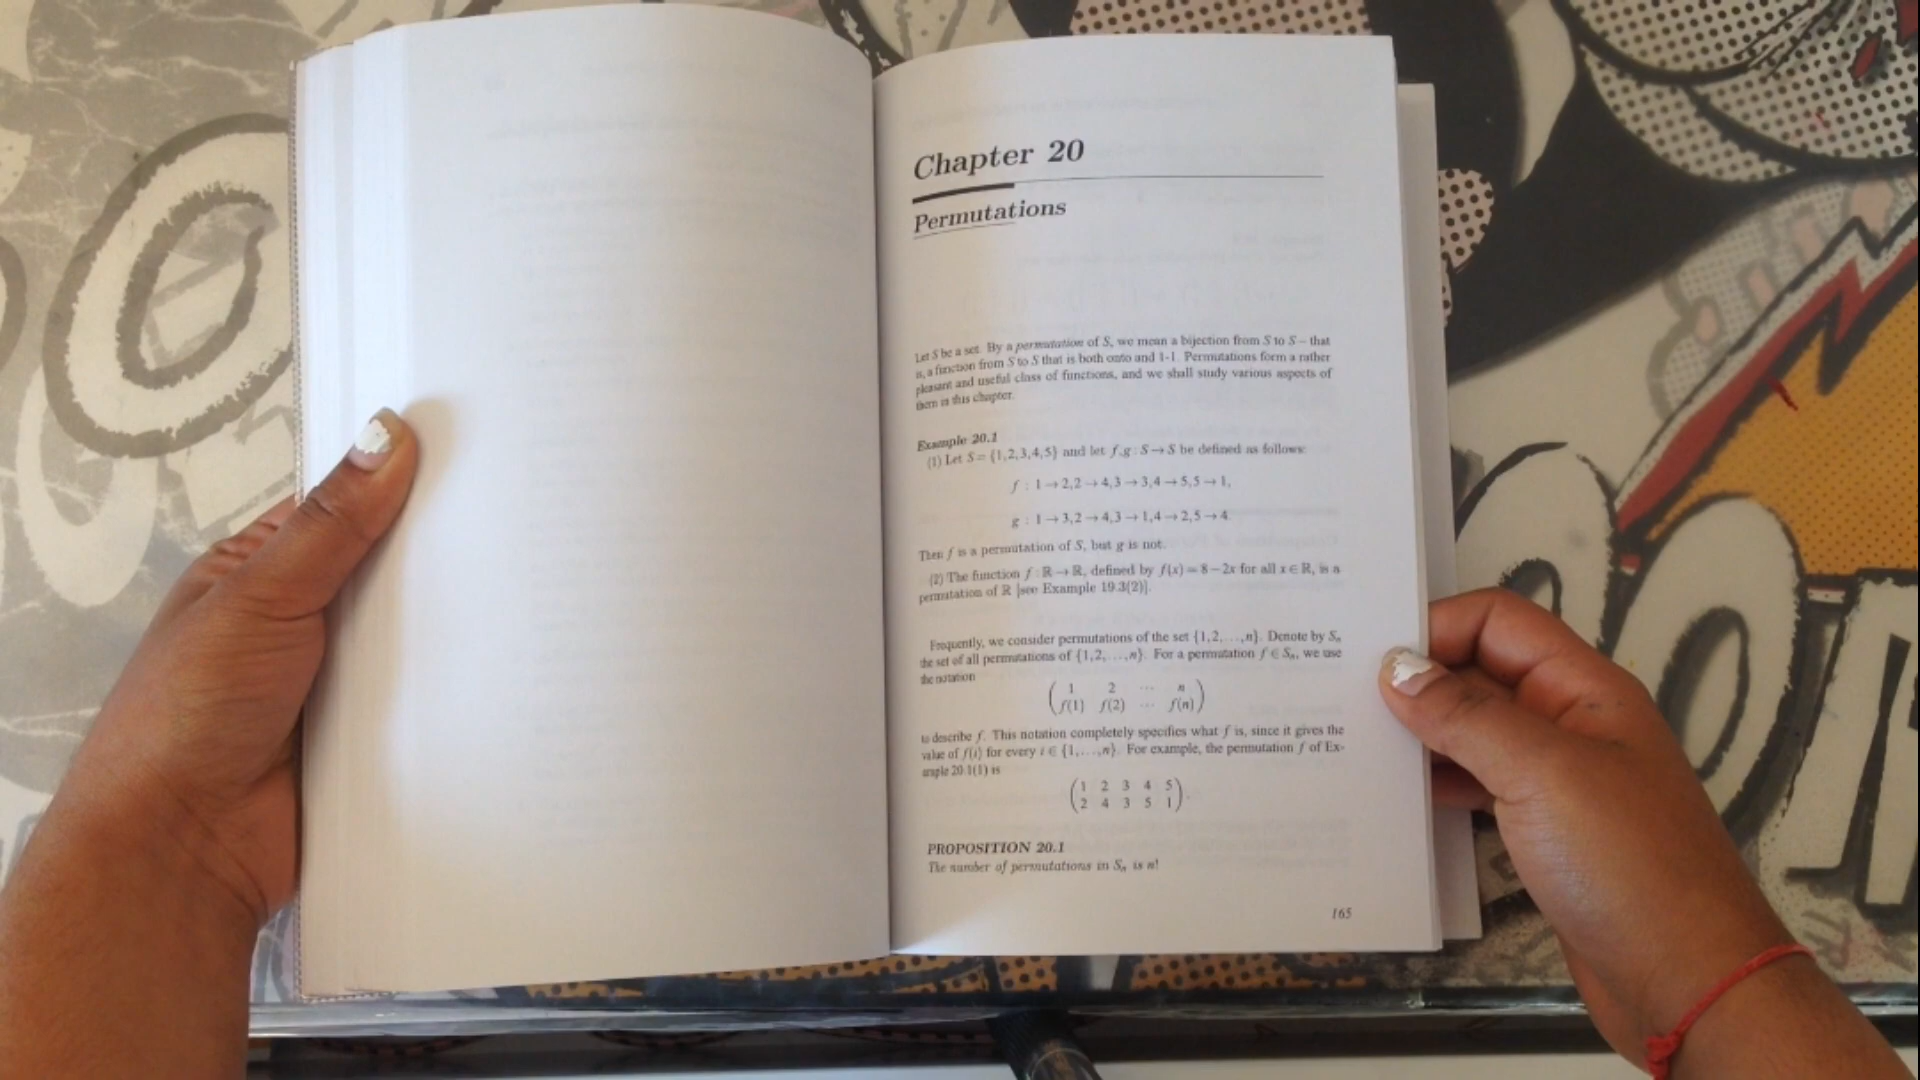 Chapter 20
Permutations
Let S be a set. By a permutation of S, we mean a bijection from S to S – that
is, a function from S to S that is both onto and 1-1. Permutations form a rather
pleasant and useful class of functions, and we shall study various aspects of
them in this chapter.
Example 20.1
(1) Let S = {1,2,3,4,5} and let f,g : S → S be defined as follows:
f : 1 → 2,2 → 4,3 → 3,4 → 5,5 → 1,
g : 1 → 3,2 → 4,3 → 1,4 → 2,5 → 4.
Then f is a permutation of S, but g is not.
(2) The function f : ℝ → ℝ, defined by f(x) = 8 − 2x for all x ∈ ℝ, is a
permutation of ℝ [see Example 19.3(2)].
Frequently, we consider permutations of the set {1,2,...,n}. Denote by Sₙ
the set of all permutations of {1,2,...,n}. For a permutation f ∈ Sₙ, we use
the notation
( 1 2 ⋯ n
f(1) f(2) ⋯ f(n) )
to describe f. This notation completely specifies what f is, since it gives the
value of f(i) for every i ∈ {1,...,n}. For example, the permutation f of Ex-
ample 20.1(1) is
( 1 2 3 4 5
2 4 3 5 1 ).
PROPOSITION 20.1
The number of permutations in Sₙ is n!
165